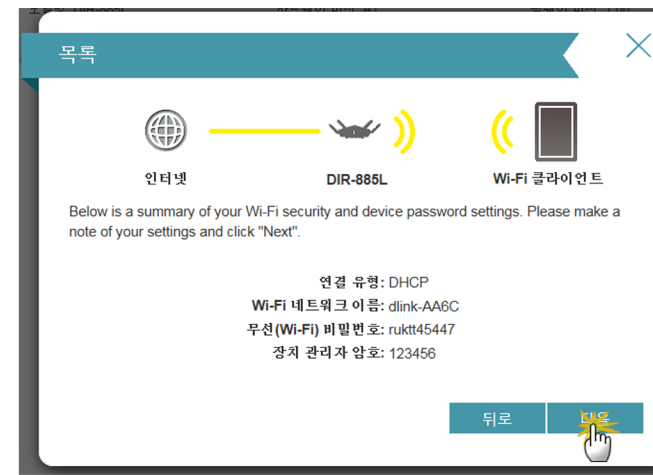 목록
인터넷
DIR-885L
Wi-Fi 클라이언트
Below is a summary of your Wi-Fi security and device password settings. Please make a
note of your settings and click "Next".
연결 유형: DHCP
Wi-Fi 네트워크 이름: dlink-AA6C
무선(Wi-Fi) 비밀번호: ruktt45447
장치 관리자 암호: 123456
뒤로